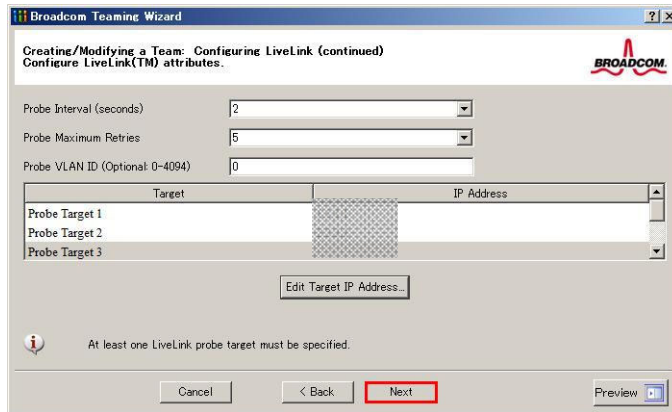 Broadcom Teaming Wizard
Creating/Modifying a Team: Configuring LiveLink (continued)
Configure LiveLink(TM) attributes.
BROADCOM.
Probe Interval (seconds) 2
Probe Maximum Retries 5
Probe VLAN ID (Optional: 0-4094) 0
Target IP Address
Probe Target 1
Probe Target 2
Probe Target 3
Edit Target IP Address...
At least one LiveLink probe target must be specified.
Cancel < Back Next Preview